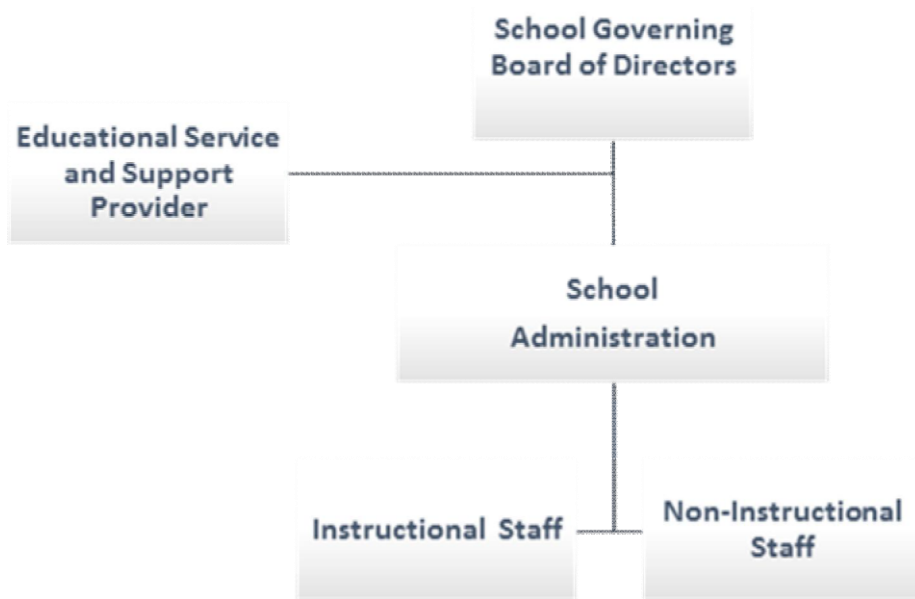 School Governing
Board of Directors
Educational Service
and Support
Provider
School
Administration
Instructional Staff
Non-Instructional
Staff